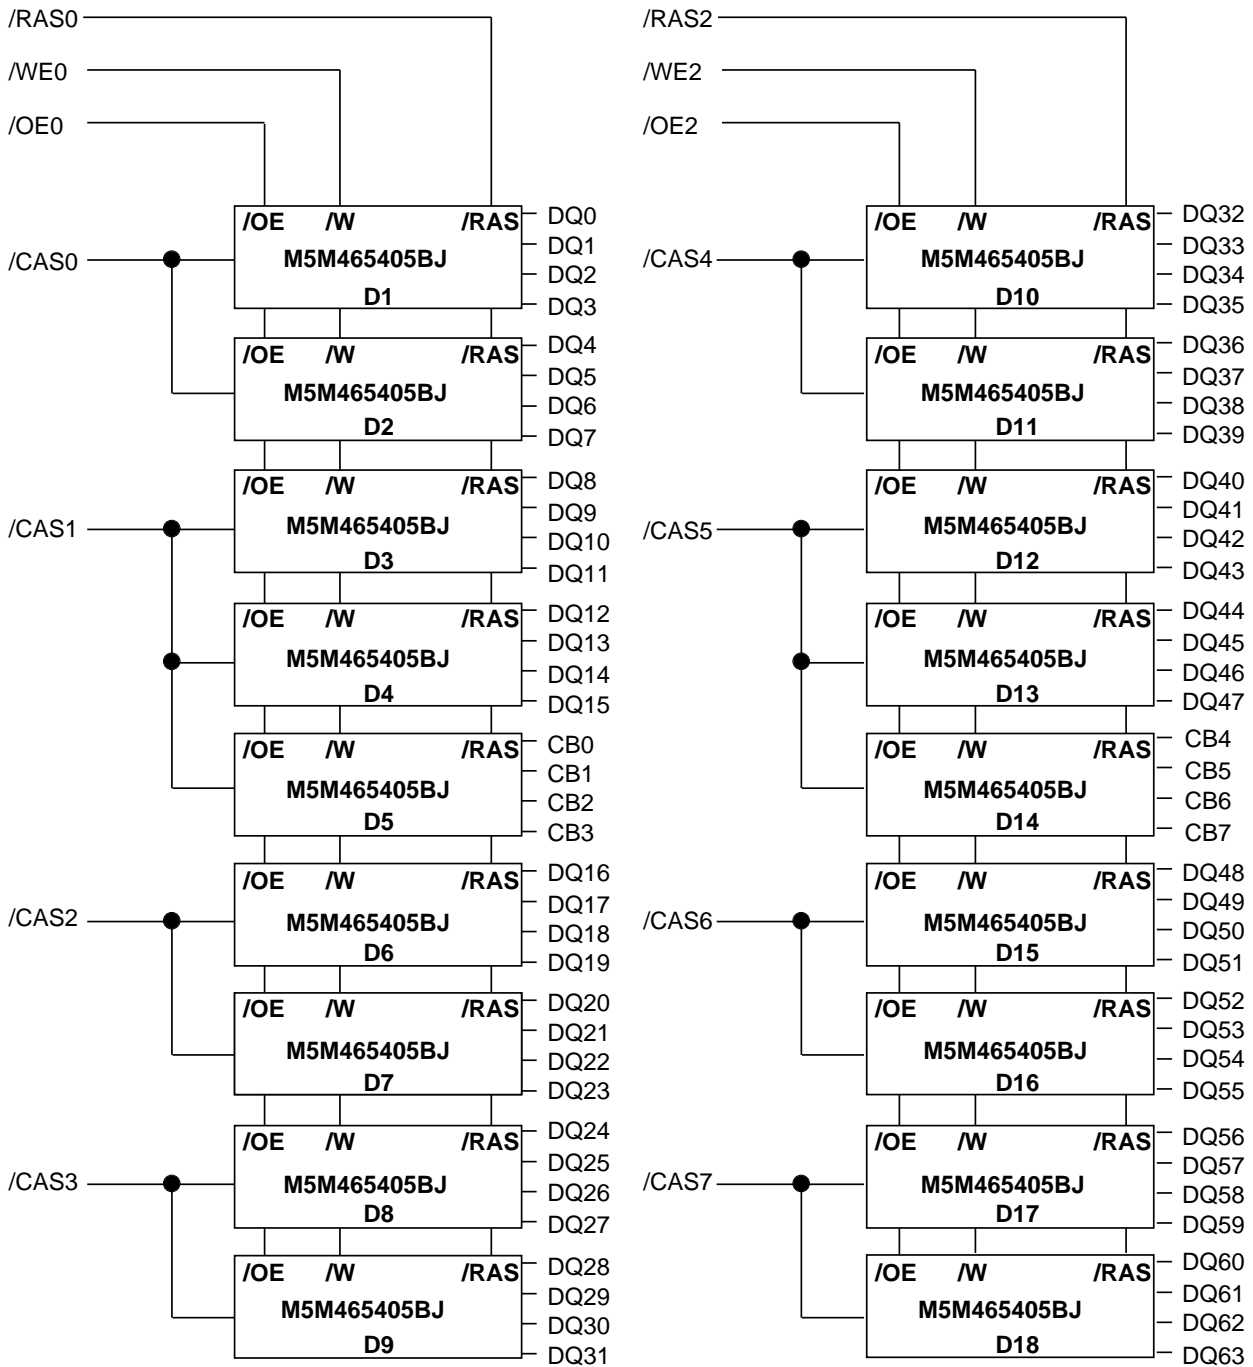 /RAS0
/WE0
/OE0
/OE /W /RAS
M5M465405BJ
D1
/CAS0
DQ0
DQ1
DQ2
DQ3
/OE /W /RAS
M5M465405BJ
D2
DQ4
DQ5
DQ6
DQ7
/CAS1
/OE /W /RAS
M5M465405BJ
D3
DQ8
DQ9
DQ10
DQ11
/OE /W /RAS
M5M465405BJ
D4
DQ12
DQ13
DQ14
DQ15
/OE /W /RAS
M5M465405BJ
D5
CB0
CB1
CB2
CB3
/CAS2
/OE /W /RAS
M5M465405BJ
D6
DQ16
DQ17
DQ18
DQ19
/OE /W /RAS
M5M465405BJ
D7
DQ20
DQ21
DQ22
DQ23
/CAS3
/OE /W /RAS
M5M465405BJ
D8
DQ24
DQ25
DQ26
DQ27
/OE /W /RAS
M5M465405BJ
D9
DQ28
DQ29
DQ30
DQ31
/RAS2
/WE2
/OE2
/CAS4
/OE /W /RAS
M5M465405BJ
D10
DQ32
DQ33
DQ34
DQ35
/OE /W /RAS
M5M465405BJ
D11
DQ36
DQ37
DQ38
DQ39
/CAS5
/OE /W /RAS
M5M465405BJ
D12
DQ40
DQ41
DQ42
DQ43
/OE /W /RAS
M5M465405BJ
D13
DQ44
DQ45
DQ46
DQ47
/OE /W /RAS
M5M465405BJ
D14
CB4
CB5
CB6
CB7
/CAS6
/OE /W /RAS
M5M465405BJ
D15
DQ48
DQ49
DQ50
DQ51
/OE /W /RAS
M5M465405BJ
D16
DQ52
DQ53
DQ54
DQ55
/CAS7
/OE /W /RAS
M5M465405BJ
D17
DQ56
DQ57
DQ58
DQ59
/OE /W /RAS
M5M465405BJ
D18
DQ60
DQ61
DQ62
DQ63